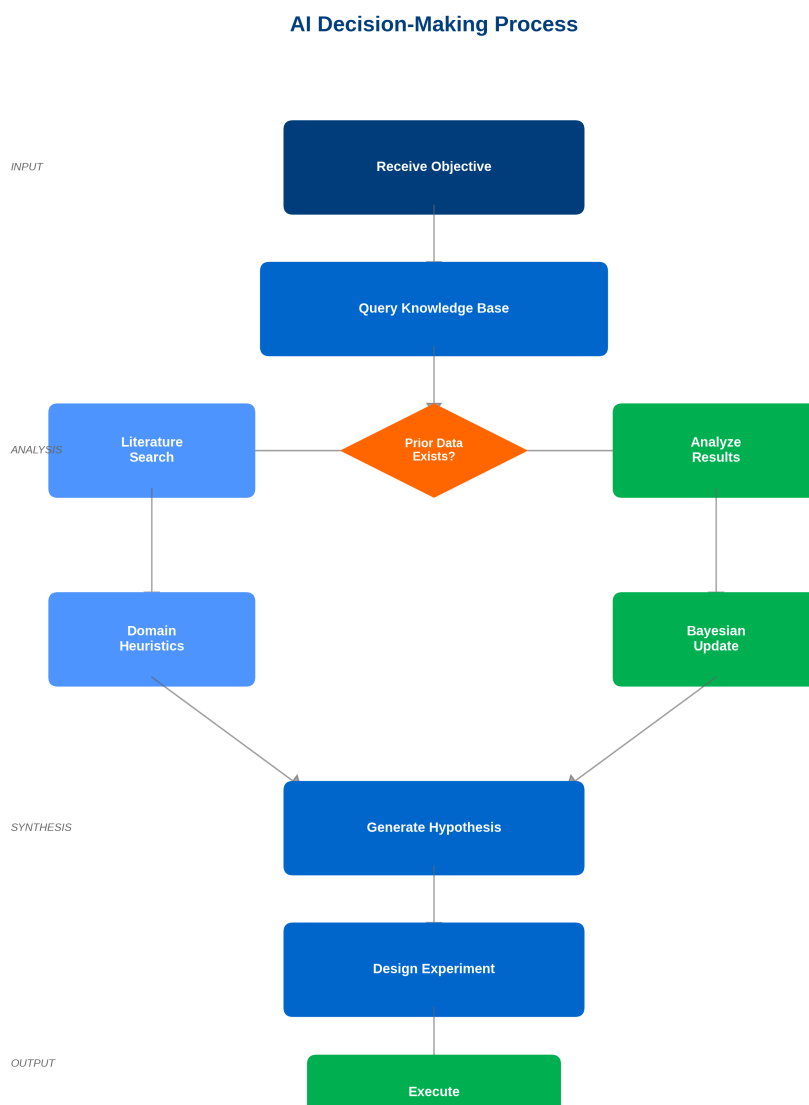 AI Decision-Making Process
INPUT
Receive Objective
Query Knowledge Base
ANALYSIS
Literature
Search
Prior Data
Exists?
Analyze
Results
Domain
Heuristics
Bayesian
Update
SYNTHESIS
Generate Hypothesis
Design Experiment
OUTPUT
Execute